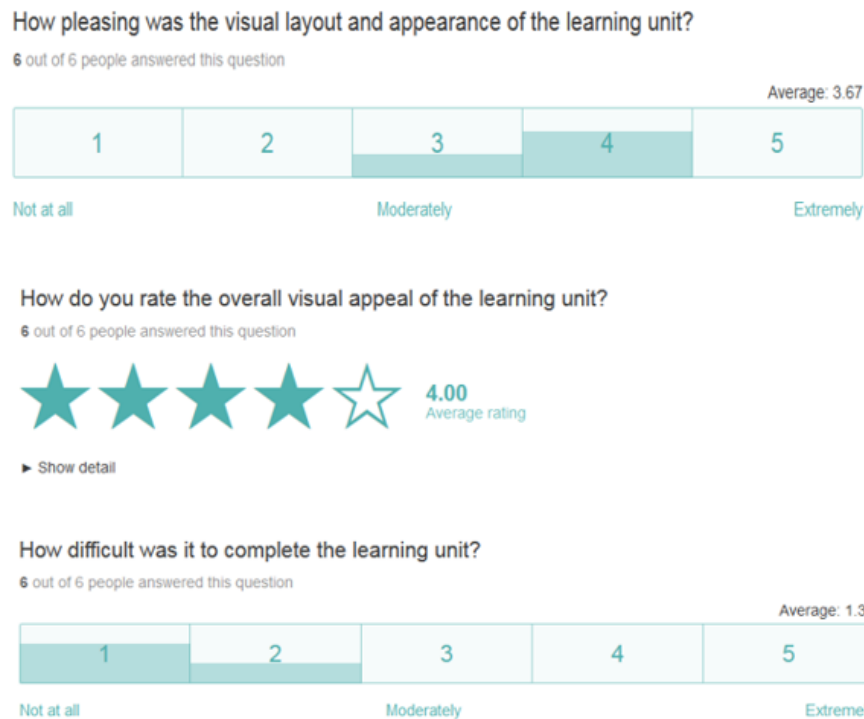 How pleasing was the visual layout and appearance of the learning unit?
6 out of 6 people answered this question
Average: 3.67
1 2 3 4 5
Not at all Moderately Extremely
How do you rate the overall visual appeal of the learning unit?
6 out of 6 people answered this question
4.00
Average rating
► Show detail
How difficult was it to complete the learning unit?
6 out of 6 people answered this question
Average: 1.3
1 2 3 4 5
Not at all Moderately Extreme